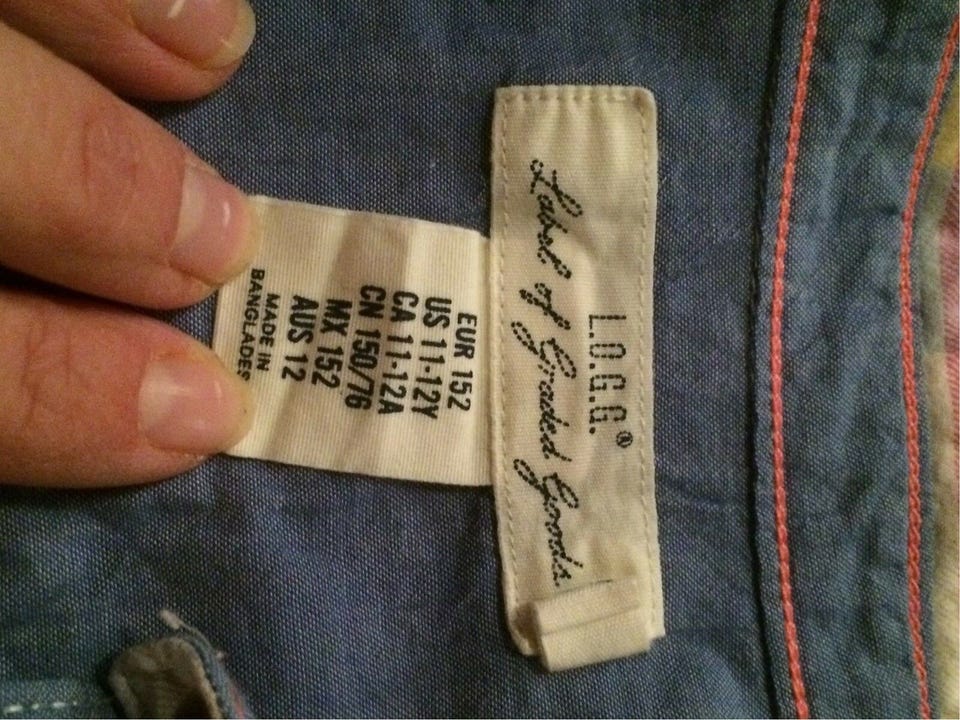 L.O.G.G.®
Label of Graded Goods
EUR 152
US 11-12Y
CA 11-12A
CN 150/76
MX 152
AUS 12
MADE IN
BANGLADES